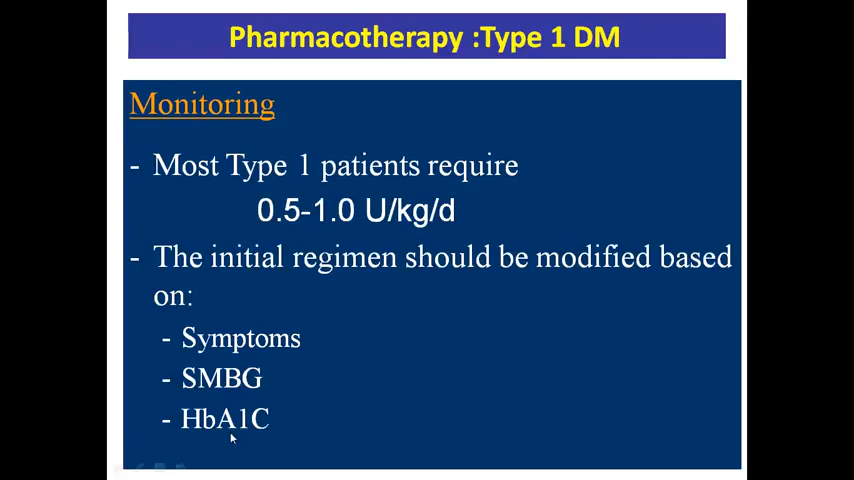 Pharmacotherapy :Type 1 DM
Monitoring
- Most Type 1 patients require
0.5-1.0 U/kg/d
- The initial regimen should be modified based
on:
- Symptoms
- SMBG
- HbA1C